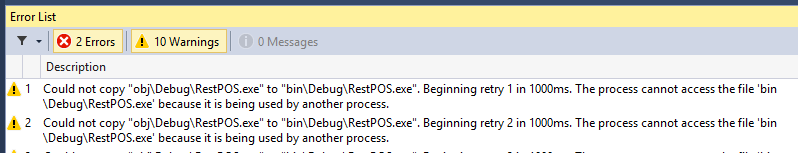 Error List
2 Errors 10 Warnings 0 Messages
Description
1 Could not copy "obj\Debug\RestPOS.exe" to "bin\Debug\RestPOS.exe". Beginning retry 1 in 1000ms. The process cannot access the file 'bin
\Debug\RestPOS.exe' because it is being used by another process.
2 Could not copy "obj\Debug\RestPOS.exe" to "bin\Debug\RestPOS.exe". Beginning retry 2 in 1000ms. The process cannot access the file 'bin
\Debug\RestPOS.exe' because it is being used by another process.